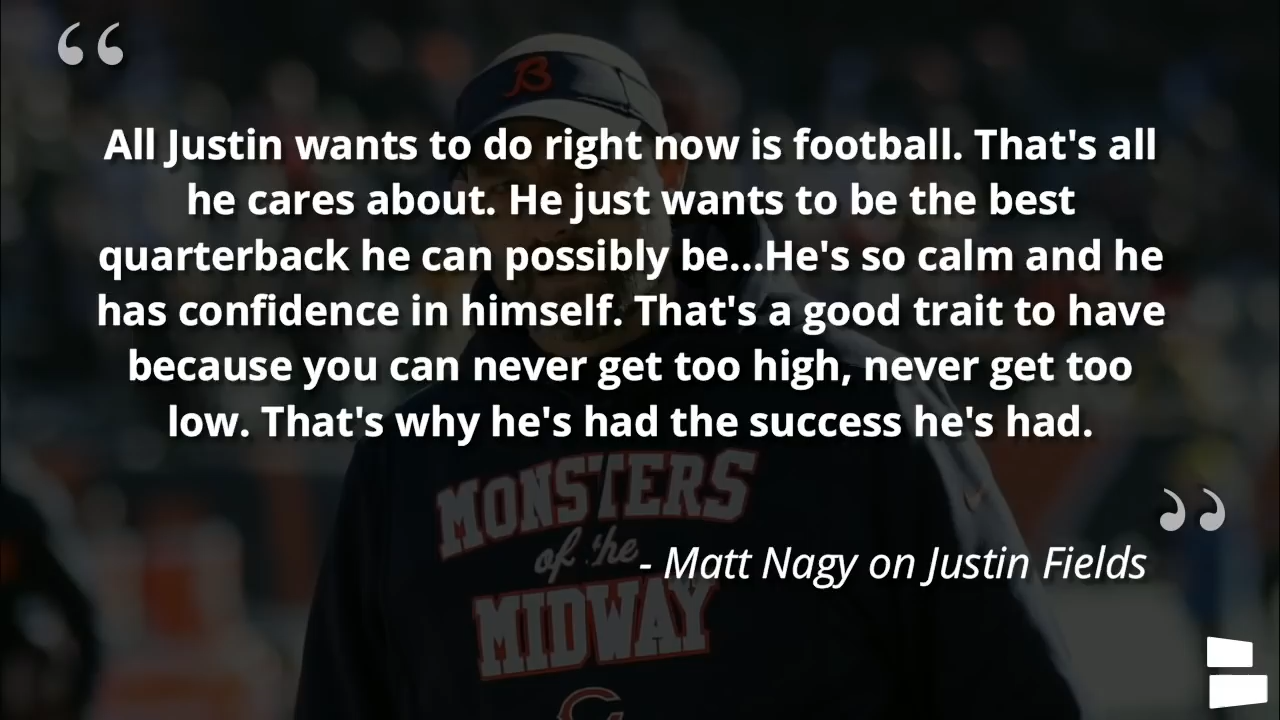 “
B
All Justin wants to do right now is football. That's all
he cares about. He just wants to be the best
quarterback he can possibly be...He's so calm and he
has confidence in himself. That's a good trait to have
because you can never get too high, never get too
low. That's why he's had the success he's had.
”
- Matt Nagy on Justin Fields
MONSTERS
of the
MIDWAY
C